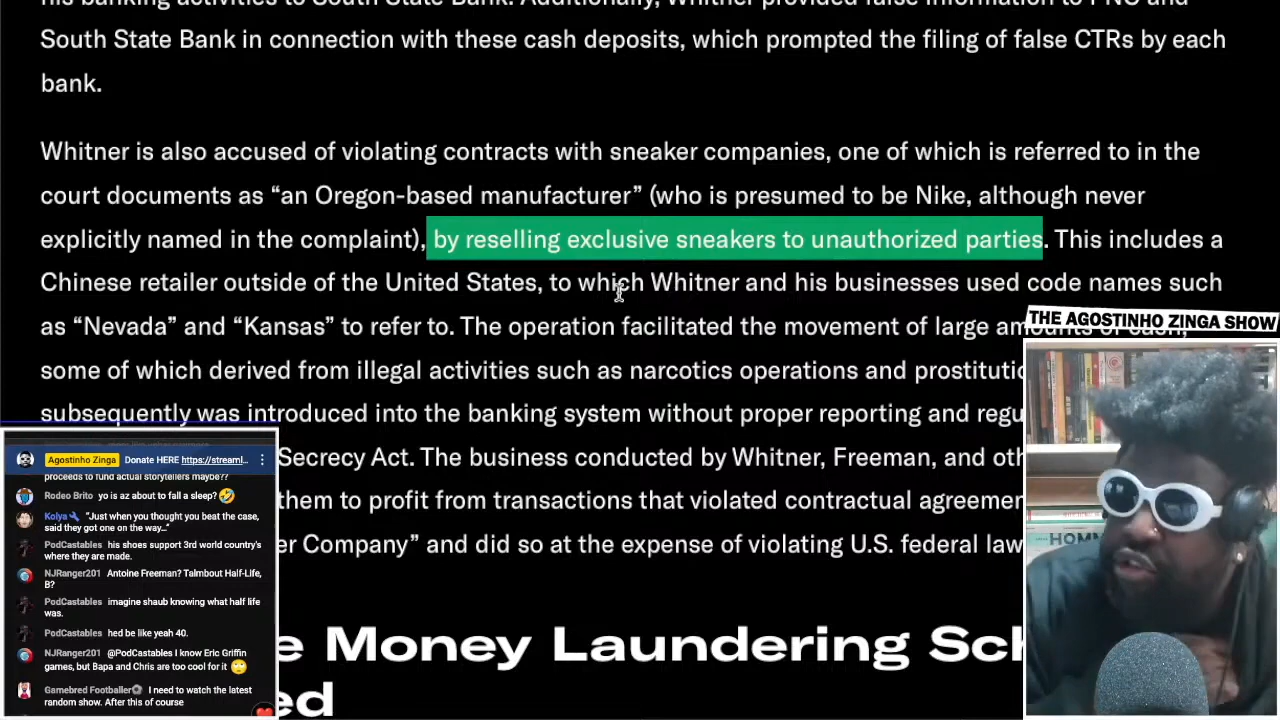 his banking activities to South State Bank. Additionally, Whitner provided false information to PNC and
South State Bank in connection with these cash deposits, which prompted the filing of false CTRs by each
bank.
Whitner is also accused of violating contracts with sneaker companies, one of which is referred to in the
court documents as “an Oregon-based manufacturer” (who is presumed to be Nike, although never
explicitly named in the complaint), by reselling exclusive sneakers to unauthorized parties. This includes a
Chinese retailer outside of the United States, to which Whitner and his businesses used code names such
as “Nevada” and “Kansas” to refer to. The operation facilitated the movement of large amounts of cash,
some of which derived from illegal activities such as narcotics operations and
subsequently was introduced into the banking system without proper reporting and
Secrecy Act. The business conducted by Whitner, Freeman, and
them to profit from transactions that violated contractual
Company” and did so at the expense of violating U.S. federal law
Money Laundering
THE AGOSTINHO ZINGA SHOW
Agostinho Zinga Donate HERE https://streaml...
proceeds to fund actual storytellers maybe??
Rodeo Brito yo is az about to fall a sleep? 🤣
Kolya🔧 “Just when you thought you beat the case,
said they got one on the way...”
PodCastables his shoes support 3rd world country's
where they are made.
NJRanger201 Antoine Freeman? Talmbout Half-Life,
B?
PodCastables imagine shaub knowing what half life
was.
PodCastables hed be like yeah 40.
NJRanger201 @PodCastables I know Eric Griffin
games, but Bapa and Chris are too cool for it 🙄
Gamebred Footballer I need to watch the latest
random show. After this of course